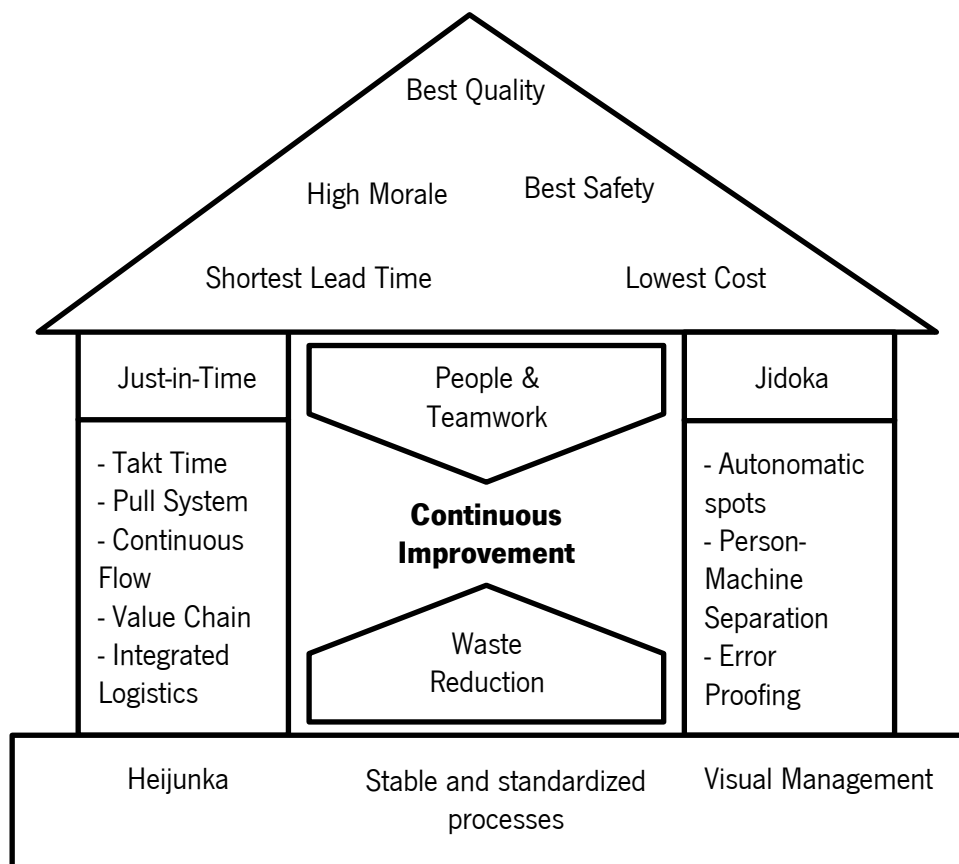 Best Quality
High Morale
Best Safety
Shortest Lead Time
Lowest Cost
Just-in-Time
- Takt Time
- Pull System
- Continuous
Flow
- Value Chain
- Integrated
Logistics
People &
Teamwork
Continuous
Improvement
Waste
Reduction
Jidoka
- Autonomatic
spots
- Person-
Machine
Separation
- Error
Proofing
Heijunka
Stable and standardized
processes
Visual Management